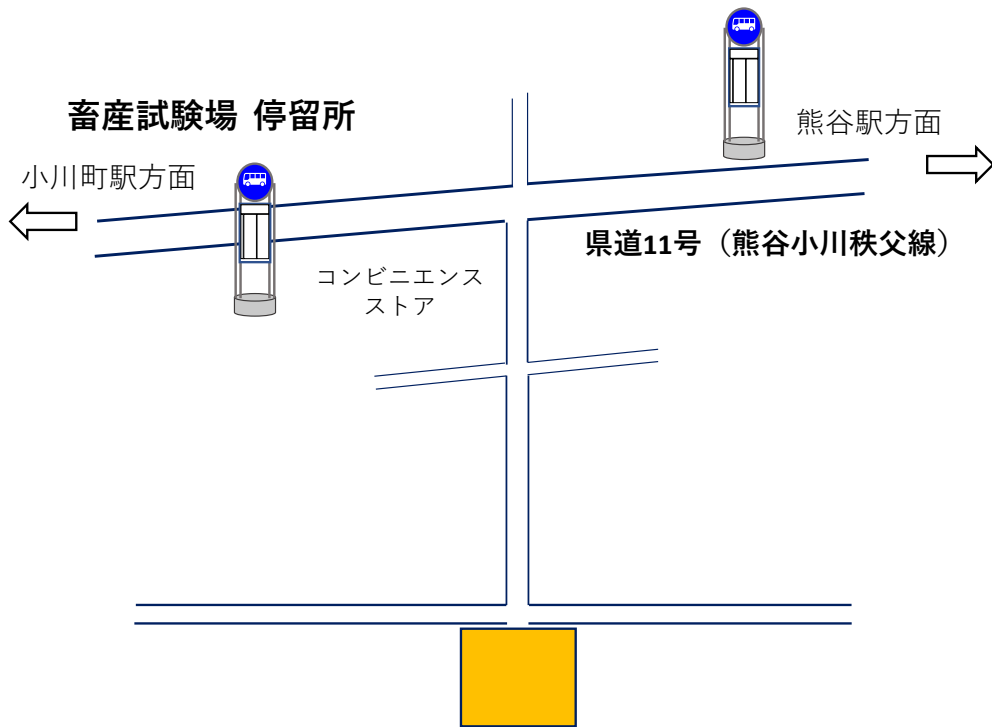 畜産試験場 停留所
熊谷駅方面
小川町駅方面
県道11号（熊谷小川秩父線）
コンビニエンス
ストア